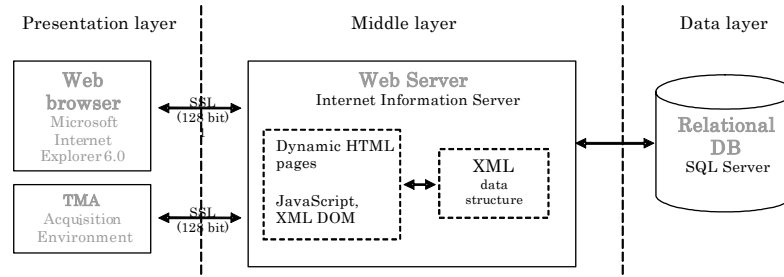 Presentation layer
Middle layer
Data layer
Web
browser
Microsoft
Internet
Explorer 6.0
SSL
(128 bit)
1
TMA
Acquisition
Environment
SSL
(128 bit)
Web Server
Internet Information Server
Dynamic HTML
pages
JavaScript,
XML DOM
XML
data
structure
Relational
DB
SQL Server